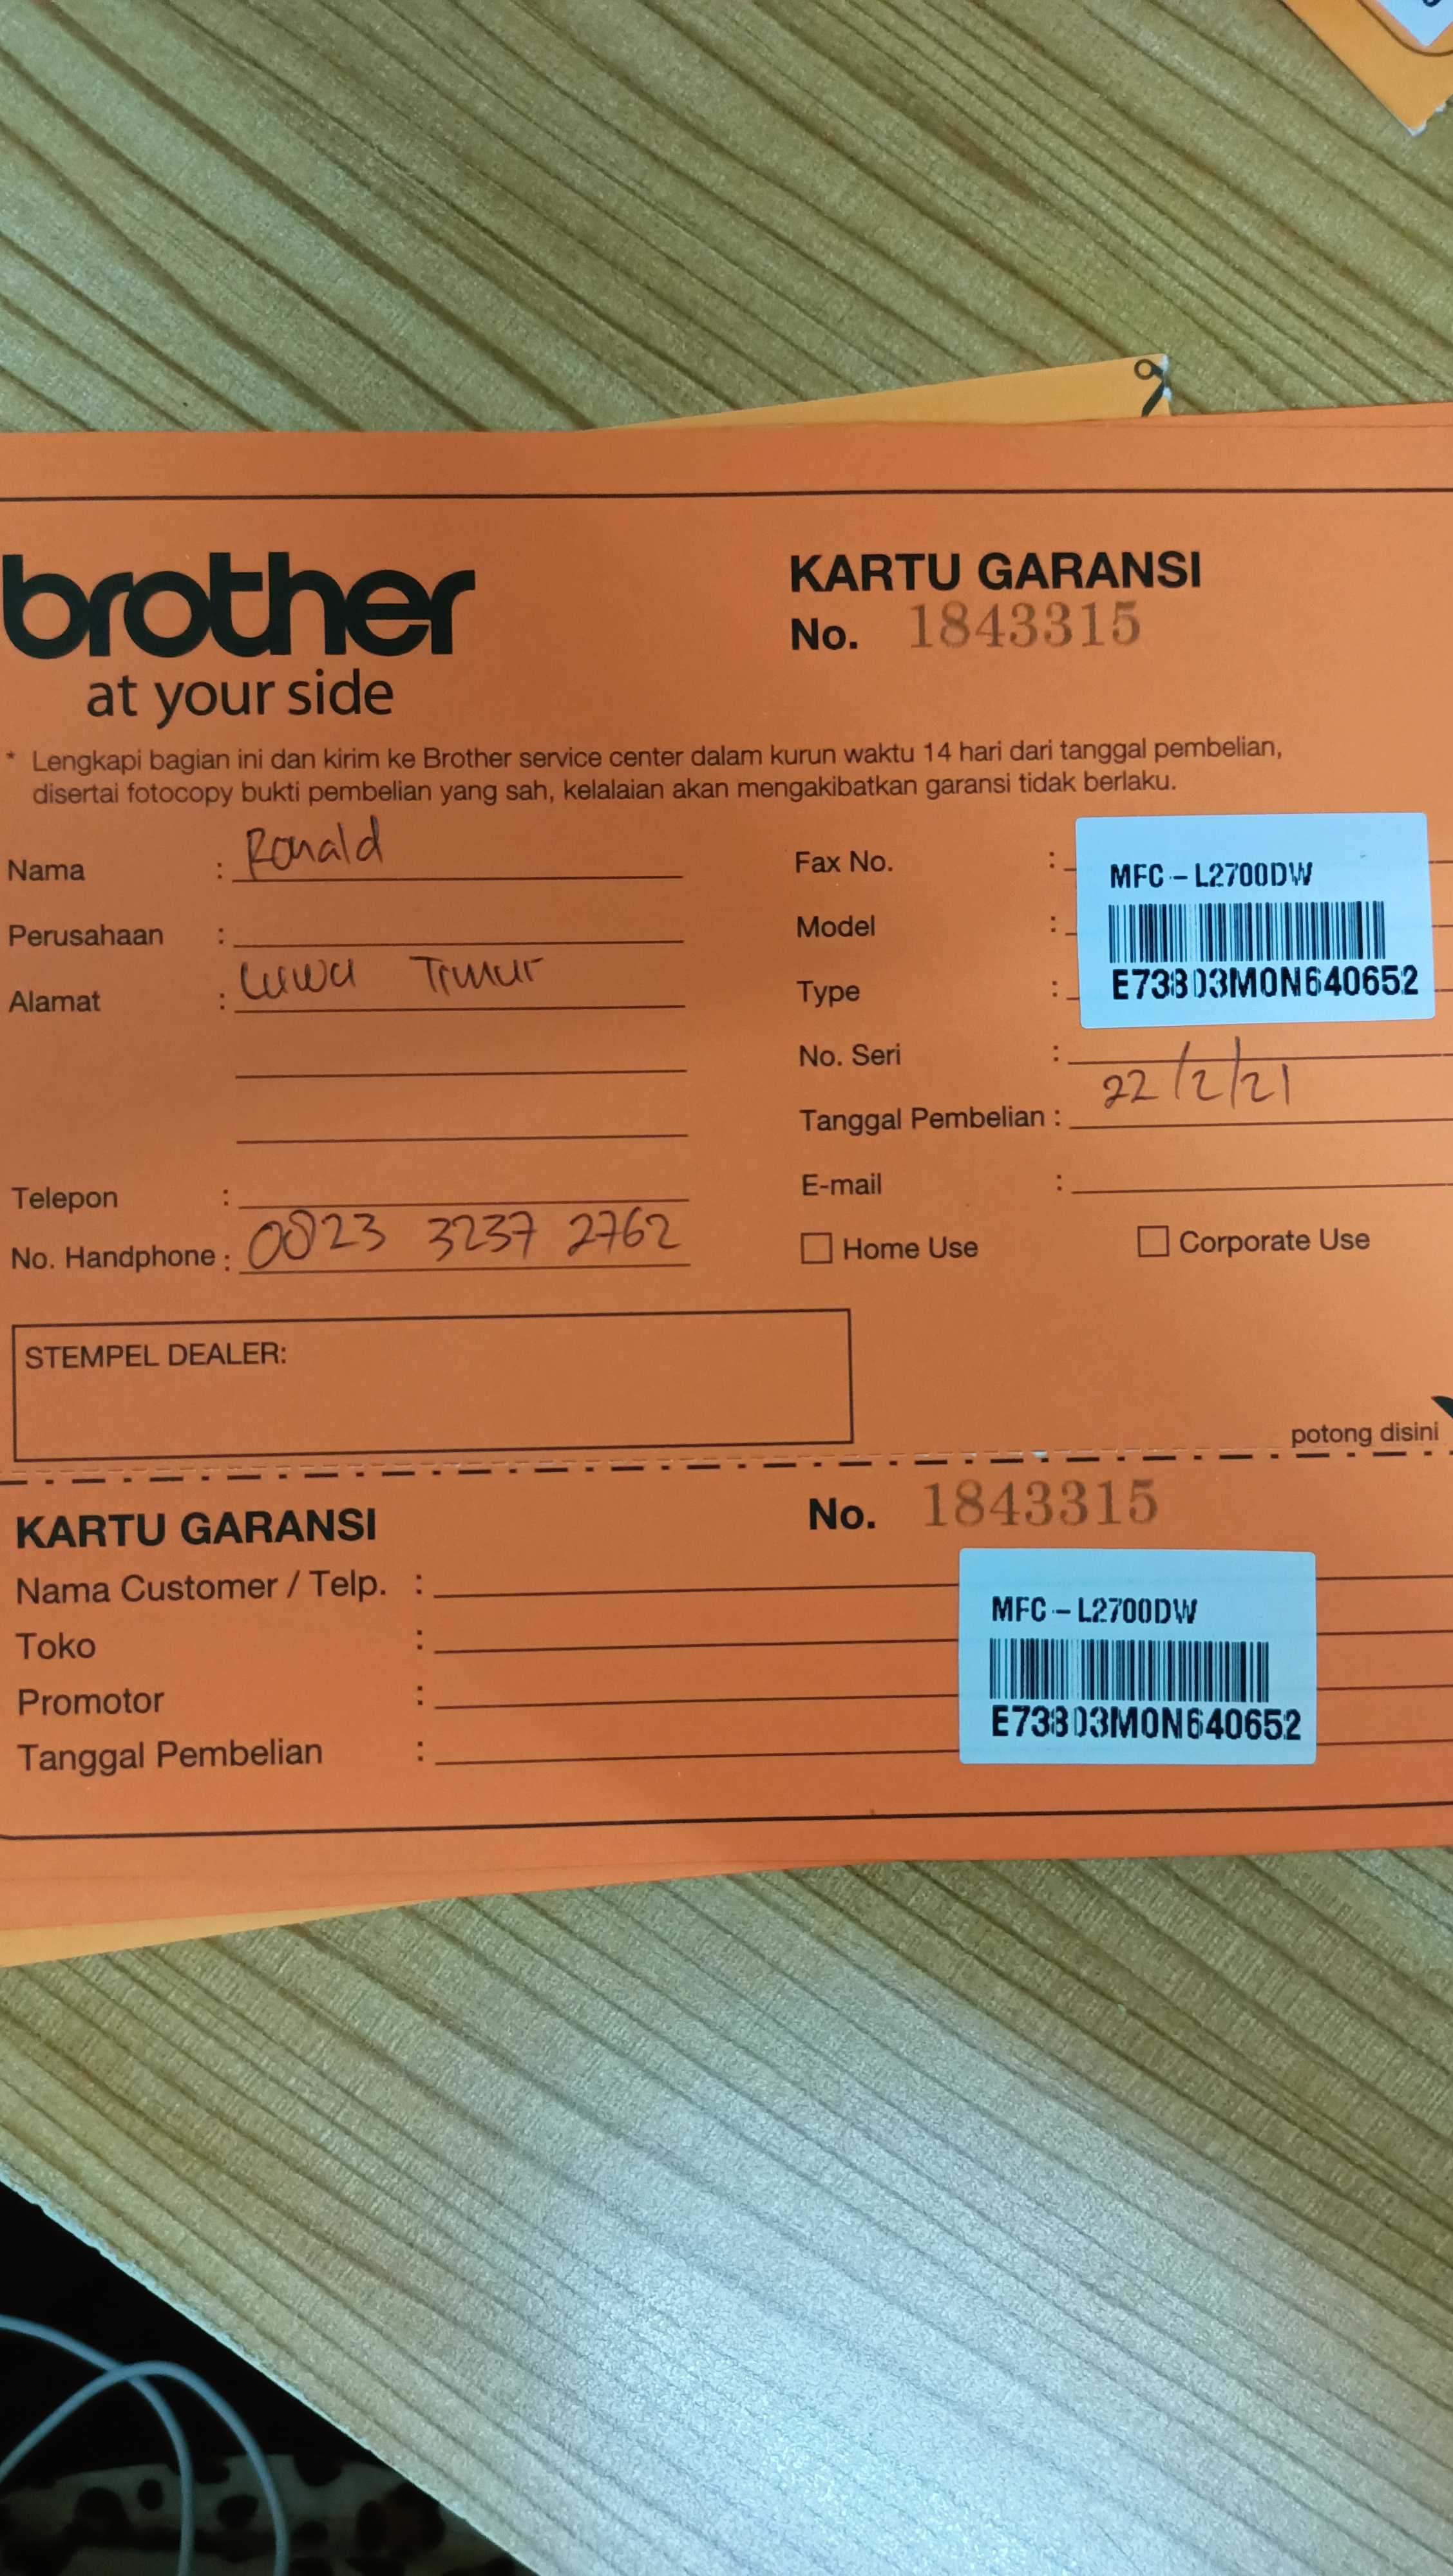 brother
at your side
KARTU GARANSI
No. 1843315
* Lengkapi bagian ini dan kirim ke Brother service center dalam kurun waktu 14 hari dari tanggal pembelian,
disertai fotocopy bukti pembelian yang sah, kelalaian akan mengakibatkan garansi tidak berlaku.
Nama : Ronald
Perusahaan :
Alamat : Luwu Timur
Telepon :
No. Handphone : 0823 3237 2762
Fax No. :
Model :
Type :
MFC-L2700DW
E73803M0N640652
No. Seri :
Tanggal Pembelian : 22/2/21
E-mail :
Home Use
Corporate Use
STEMPEL DEALER:
potong disini
KARTU GARANSI
No. 1843315
Nama Customer / Telp. :
Toko :
Promotor :
Tanggal Pembelian :
MFC-L2700DW
E73803M0N640652